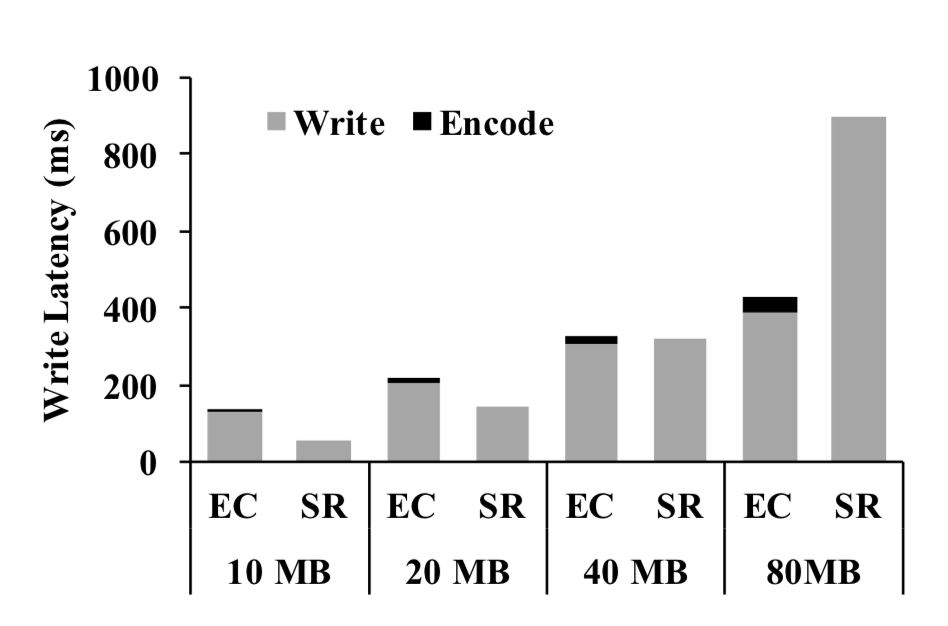 1000
800
600
400
200
0
Write Latency (ms)
Write Encode
EC SR EC SR EC SR EC SR
10 MB 20 MB 40 MB 80MB